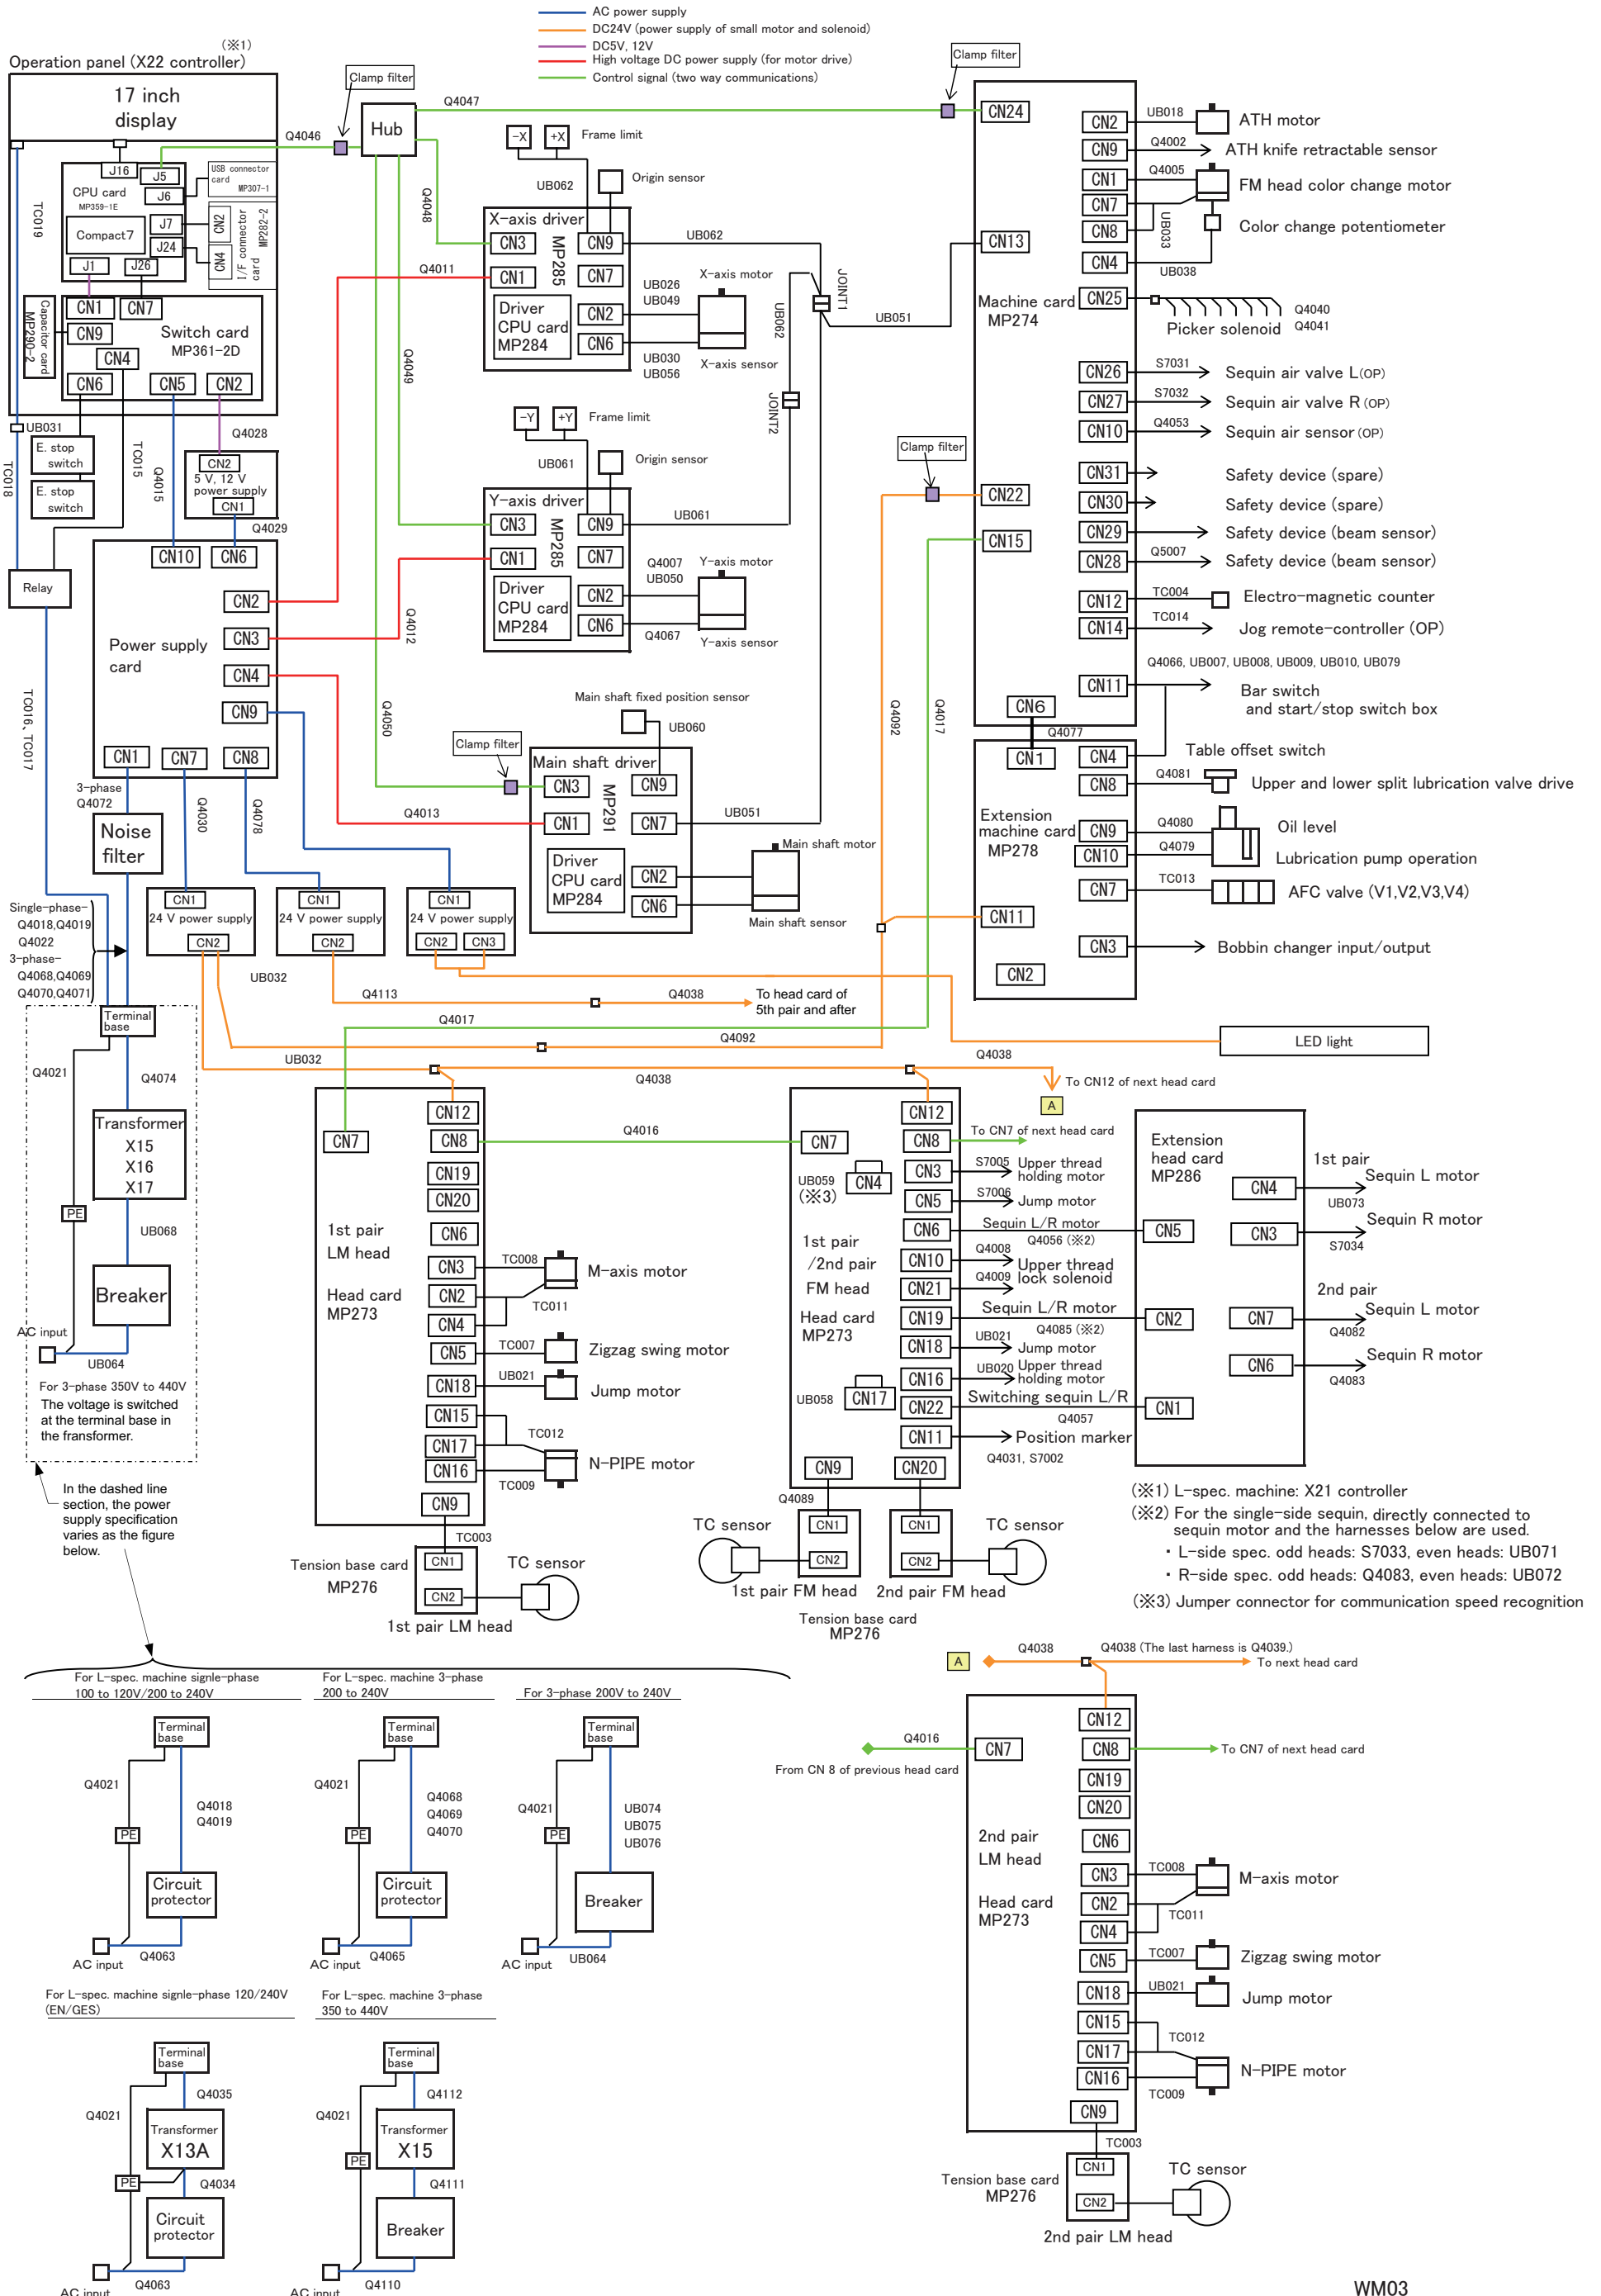 AC power supply
DC24V (power supply of small motor and solenoid)
DC5V, 12V
High voltage DC power supply (for motor drive)
Control signal (two way communications)
(※1)
Operation panel (X22 controller)
17 inch
display
Clamp filter
Q4046
Hub
Q4047
Clamp filter
J16
J5
J6
J7
J24
J1
J26
CPU card
MP359-1E
Compact7
USB connector
card
MP307-1
CN2
CN4
I/F connector
card MP282-2
TC019
Capacitor card
MP290-2
CN1
CN7
CN9
CN4
Switch card
MP361-2D
CN6
CN5
CN2
UB031
E. stop
switch
E. stop
switch
TC018
TC015
Q4015
Q4028
CN2
5 V, 12 V
power supply
CN1
Q4029
Relay
CN10
CN6
CN2
CN3
CN4
CN9
Power supply
card
CN1
CN7
CN8
TC016、TC017
3-phase
Q4072
Noise
filter
Q4030
Q4078
Single-phase-
Q4018,Q4019
Q4022
3-phase-
Q4068,Q4069
Q4070,Q4071
CN1
24 V power supply
CN2
CN1
24 V power supply
CN2
CN1
24 V power supply
CN2
CN3
UB032
Q4113
Q4038
To head card of
5th pair and after
Q4017
Q4092
UB032
Q4048
Q4049
Q4050
Q4011
Q4012
Q4013
-X
+X
Frame limit
UB062
Origin sensor
X-axis driver
CN3
MP285
CN9
CN1
CN7
Driver
CPU card
MP284
CN2
CN6
UB062
UB026
UB049
X-axis motor
UB030
UB056
X-axis sensor
JOINT1
UB062
UB051
JOINT2
-Y
+Y
Frame limit
UB061
Origin sensor
Y-axis driver
CN3
MP285
CN9
CN1
CN7
Driver
CPU card
MP284
CN2
CN6
UB061
Q4007
UB050
Y-axis motor
Q4067
Y-axis sensor
Main shaft fixed position sensor
UB060
Clamp filter
Main shaft driver
CN3
MP291
CN9
CN1
CN7
UB051
Driver
CPU card
MP284
CN2
CN6
Main shaft motor
Main shaft sensor
Clamp filter
Q4092
Q4017
CN24
CN13
CN22
CN15
Machine card
MP274
CN2
UB018
ATH motor
CN9
Q4002
ATH knife retractable sensor
CN1
Q4005
FM head color change motor
CN7
CN8
UB033
Color change potentiometer
CN4
UB038
CN25
Picker solenoid
Q4040
Q4041
CN26
S7031
Sequin air valve L(OP)
CN27
S7032
Sequin air valve R (OP)
CN10
Q4053
Sequin air sensor (OP)
CN31
Safety device (spare)
CN30
Safety device (spare)
CN29
Safety device (beam sensor)
CN28
Q5007
Safety device (beam sensor)
CN12
TC004
Electro-magnetic counter
CN14
TC014
Jog remote-controller (OP)
Q4066, UB007, UB008, UB009, UB010, UB079
CN11
Bar switch
and start/stop switch box
CN6
Q4077
CN1
CN4
Table offset switch
CN8
Q4081
Upper and lower split lubrication valve drive
Extension
machine card
MP278
CN9
Q4080
Oil level
CN10
Q4079
Lubrication pump operation
CN7
TC013
AFC valve (V1,V2,V3,V4)
CN11
CN3
Bobbin changer input/output
CN2
LED light
Terminal
base
Q4021
Q4074
Transformer
X15
X16
X17
PE
UB068
Breaker
AC input
UB064
For 3-phase 350V to 440V
The voltage is switched
at the terminal base in
the fransformer.
In the dashed line
section, the power
supply specification
varies as the figure
below.
Q4038
Q4038
To CN12 of next head card
A
CN7
CN12
CN8
CN19
CN20
CN6
1st pair
LM head
CN3
TC008
M-axis motor
Head card
MP273
CN2
TC011
CN4
CN5
TC007
Zigzag swing motor
CN18
UB021
Jump motor
CN15
TC012
CN17
CN16
TC009
N-PIPE motor
CN9
TC003
Tension base card
MP276
CN1
CN2
TC sensor
1st pair LM head
Q4016
CN7
CN12
CN8
To CN7 of next head card
UB059
(※3)
CN4
CN3
S7005
Upper thread
holding motor
CN5
S7006
Jump motor
CN6
Sequin L/R motor
Q4056 (※2)
1st pair
/2nd pair
FM head
CN10
Q4008
Upper thread
lock solenoid
Q4009
CN21
Head card
MP273
CN19
Sequin L/R motor
Q4085 (※2)
CN18
UB021
Jump motor
CN16
UB020
Upper thread
holding motor
UB058
CN17
CN22
Switching sequin L/R
Q4057
CN11
Position marker
Q4031, S7002
CN9
CN20
Q4089
TC sensor
CN1
CN2
CN1
CN2
TC sensor
1st pair FM head
2nd pair FM head
Tension base card
MP276
Extension
head card
MP286
CN5
CN2
CN1
1st pair
CN4
Sequin L motor
UB073
CN3
Sequin R motor
S7034
2nd pair
CN7
Sequin L motor
Q4082
CN6
Sequin R motor
Q4083
(※1) L-spec. machine: X21 controller
(※2) For the single-side sequin, directly connected to
sequin motor and the harnesses below are used.
・L-side spec. odd heads: S7033, even heads: UB071
・R-side spec. odd heads: Q4083, even heads: UB072
(※3) Jumper connector for communication speed recognition
A
Q4038
Q4038 (The last harness is Q4039.)
To next head card
Q4016
From CN 8 of previous head card
CN7
CN12
CN8
To CN7 of next head card
CN19
CN20
CN6
2nd pair
LM head
CN3
TC008
M-axis motor
Head card
MP273
CN2
TC011
CN4
CN5
TC007
Zigzag swing motor
CN18
UB021
Jump motor
CN15
TC012
CN17
CN16
TC009
N-PIPE motor
CN9
TC003
Tension base card
MP276
CN1
CN2
TC sensor
2nd pair LM head
For L-spec. machine signle-phase
100 to 120V/200 to 240V
Terminal
base
Q4021
Q4018
Q4019
PE
Circuit
protector
AC input
Q4063
For L-spec. machine 3-phase
200 to 240V
Terminal
base
Q4021
Q4068
Q4069
Q4070
PE
Circuit
protector
AC input
Q4065
For 3-phase 200V to 240V
Terminal
base
Q4021
UB074
UB075
UB076
PE
Breaker
AC input
UB064
For L-spec. machine signle-phase 120/240V
(EN/GES)
Terminal
base
Q4021
Q4035
Transformer
X13A
PE
Q4034
Circuit
protector
AC input
Q4063
For L-spec. machine 3-phase
350 to 440V
Terminal
base
Q4021
Q4112
Transformer
X15
PE
Q4111
Breaker
AC input
Q4110
WM03